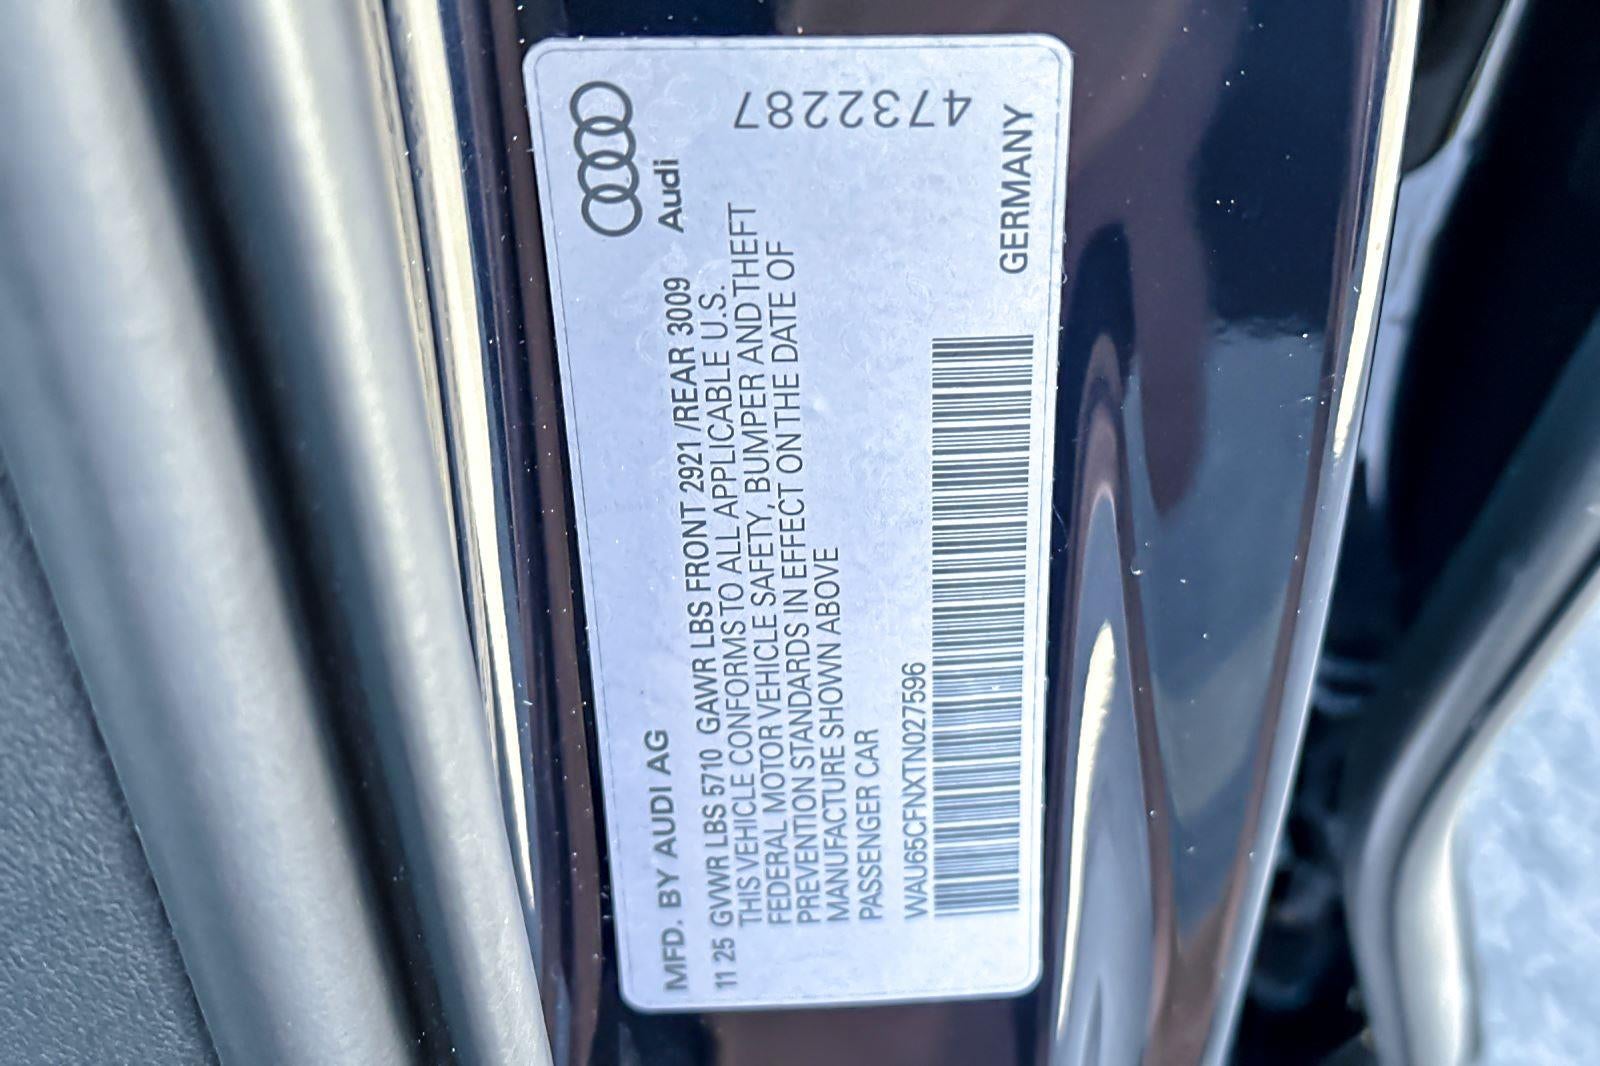 MFD. BY AUDI AG
Audi
11 25 GVWR LBS 5710 GAWR LBS FRONT 2921 /REAR 3009
THIS VEHICLE CONFORMS TO ALL APPLICABLE U.S.
FEDERAL MOTOR VEHICLE SAFETY, BUMPER AND THEFT
PREVENTION STANDARDS IN EFFECT ON THE DATE OF
MANUFACTURE SHOWN ABOVE
PASSENGER CAR
WAU65CFNXTN027596
GERMANY
4732287